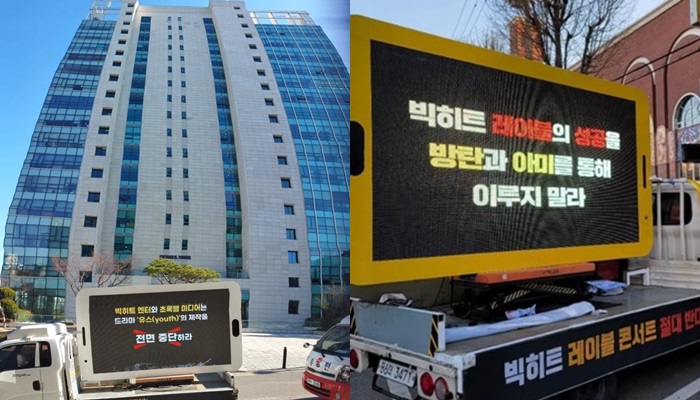 빅히트 엔터와 초록뱀 미디어는
드라마 '유스(youth)'의 제작을
전면 중단하라
빅히트 레이블의 성공을
방탄과 아미를 통해
이루지 말라
빅히트 레이블 콘서트 절대 반대